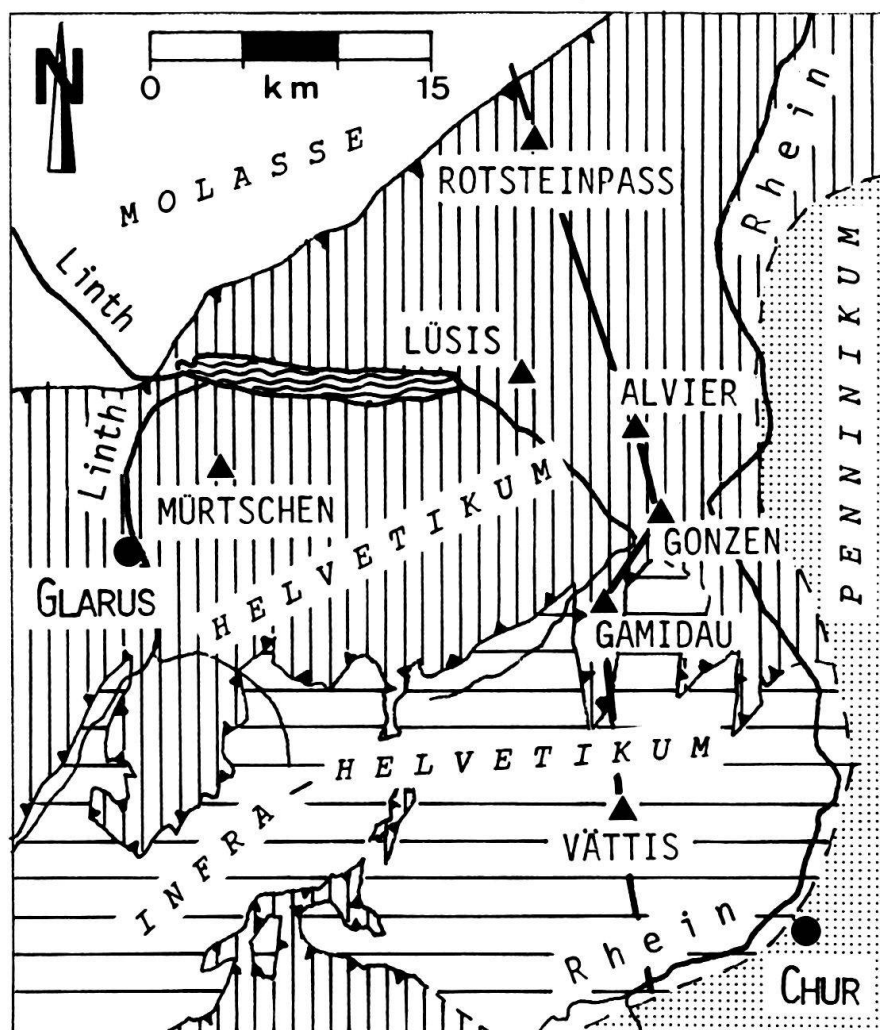 N
0 km 15
MOLASSE
Rhein
ROTSTEINPASS
Linth
PENNINIKUM
LÜSIS
ALVIER
Linth
MÜRTSCHEN
HELVETIKUM
GONZEN
GLARUS
GAMIDAU
INFRA-HELVETIKUM
VÄTTIS
Rhein
CHUR